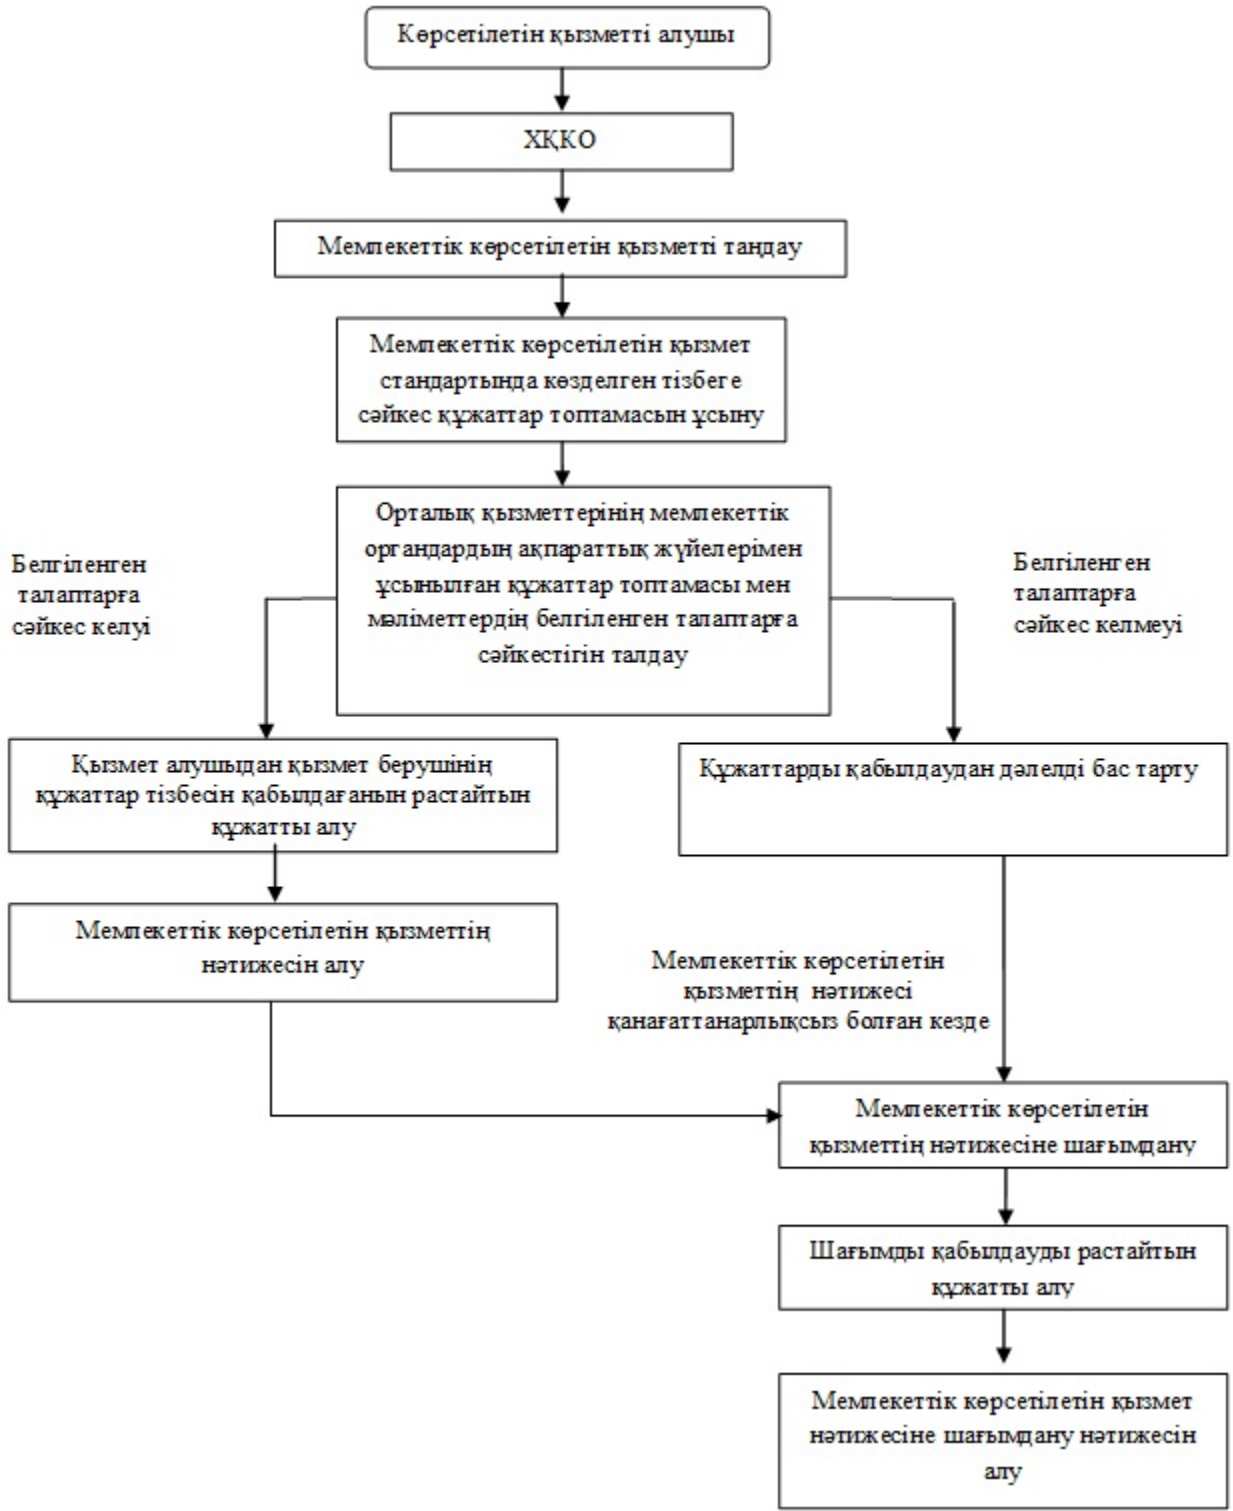 Көрсетілетін қызметті алушы
ХҚКО
Мемлекеттік көрсетілетін қызметті таңдау
Мемлекеттік көрсетілетін қызмет
стандартында көзделген тізбеге
сәйкес құжаттар топтамасын ұсыну
Орталық қызметтерінің мемлекеттік
органдардың ақпараттық жүйелерімен
ұсынылған құжаттар топтамасы мен
мәліметтердің белгіленген талаптарға
сәйкестігін талдау
Белгіленген
талаптарға
сәйкес келуі
Белгіленген
талаптарға
сәйкес келмеуі
Қызмет алушыдан қызмет берушінің
құжаттар тізбесін қабылдағанын растайтын
құжатты алу
Құжаттарды қабылдаудан дәлелді бас тарту
Мемлекеттік көрсетілетін қызметтің
нәтижесін алу
Мемлекеттік көрсетілетін
қызметтің нәтижесі
қанағаттанарлықсыз болған кезде
Мемлекеттік көрсетілетін
қызметтің нәтижесіне шағымдану
Шағымды қабылдауды растайтын
құжатты алу
Мемлекеттік көрсетілетін қызмет
нәтижесіне шағымдану нәтижесін
алу